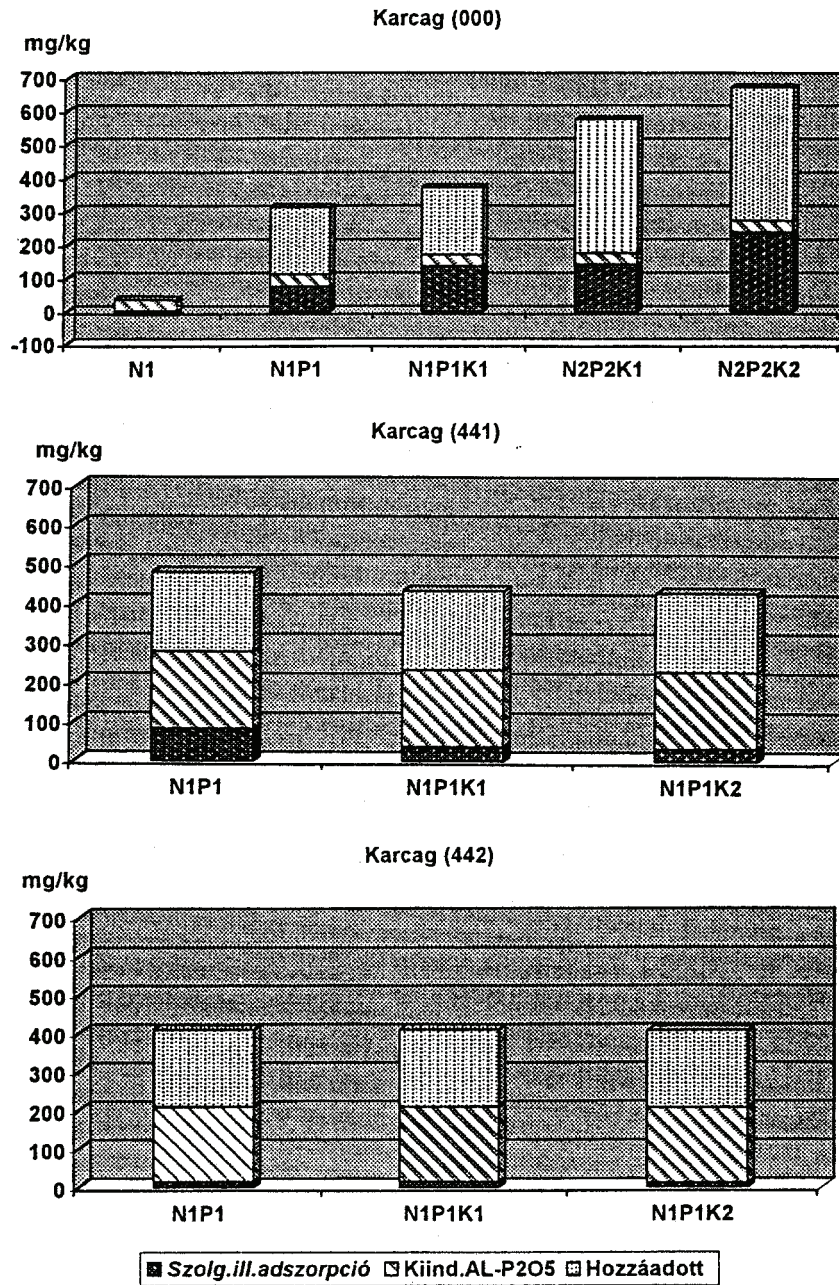 Karcag (000)
mg/kg
700
600
500
400
300
200
100
0
-100
N1 N1P1 N1P1K1 N2P2K1 N2P2K2
Karcag (441)
mg/kg
700
600
500
400
300
200
100
0
N1P1 N1P1K1 N1P1K2
Karcag (442)
mg/kg
700
600
500
400
300
200
100
0
N1P1 N1P1K1 N1P1K2
Szolg.ill.adszorpció Kiind.AL-P2O5 Hozzáadott